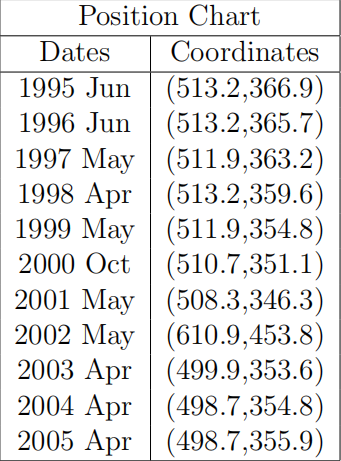 Position Chart
Dates Coordinates
1995 Jun (513.2,366.9)
1996 Jun (513.2,365.7)
1997 May (511.9,363.2)
1998 Apr (513.2,359.6)
1999 May (511.9,354.8)
2000 Oct (510.7,351.1)
2001 May (508.3,346.3)
2002 May (610.9,453.8)
2003 Apr (499.9,353.6)
2004 Apr (498.7,354.8)
2005 Apr (498.7,355.9)